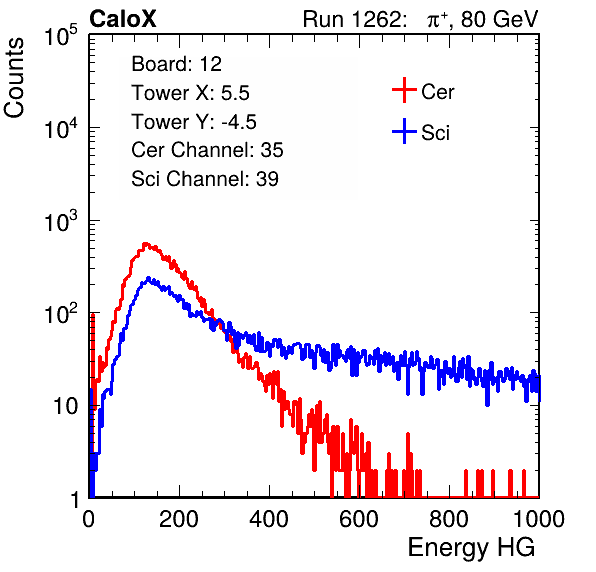 CaloX Run 1262: π⁺, 80 GeV
Counts
10⁵
10⁴
10³
10²
10
1
Board: 12
Tower X: 5.5
Tower Y: -4.5
Cer Channel: 35
Sci Channel: 39
Cer
Sci
0 200 400 600 800 1000
Energy HG